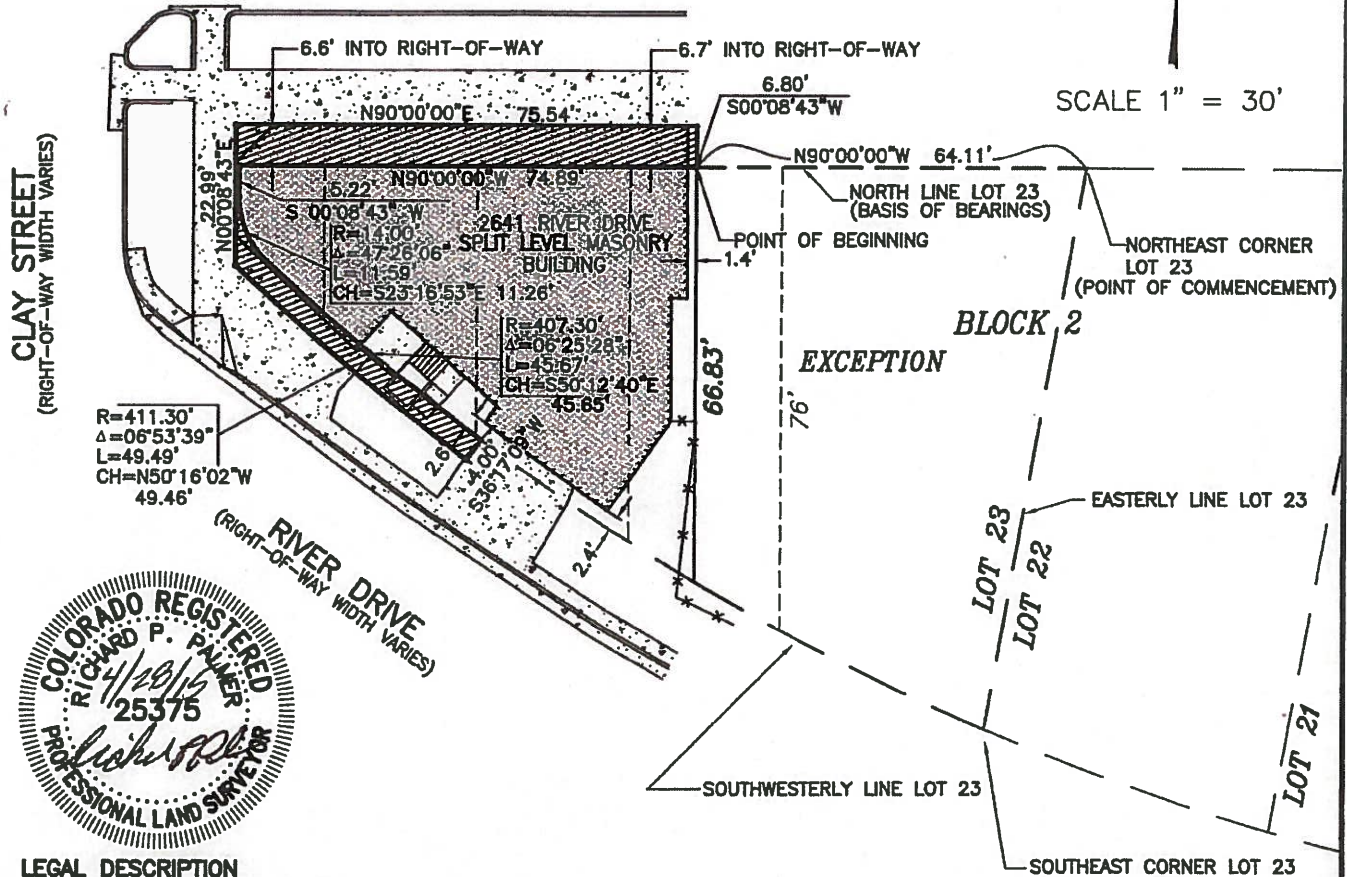 6.6' INTO RIGHT-OF-WAY
6.7' INTO RIGHT-OF-WAY
6.80'
S00°08'43"W
SCALE 1" = 30'
N90°00'00"E 75.54'
N90°00'00"W 64.11'
CLAY STREET
(RIGHT-OF-WAY WIDTH VARIES)
22.99'
N00°08'43"E
N90°00'00"W 74.89'
5.22'
S 00°08'43" W
R=14.00'
Δ=47°26'06"
L=11.59'
CH=S23°16'53"E 11.26'
2641 RIVER DRIVE
SPLIT LEVEL MASONRY
BUILDING
NORTH LINE LOT 23
(BASIS OF BEARINGS)
POINT OF BEGINNING
1.4'
NORTHEAST CORNER
LOT 23
(POINT OF COMMENCEMENT)
BLOCK 2
R=407.30'
Δ=06°25'28"
L=45.67'
CH=S50°12'40"E
45.65'
66.83'
EXCEPTION
76'
R=411.30'
Δ=06°53'39"
L=49.49'
CH=N50°16'02"W
49.46'
2.6'
4.00'
S36°17'09"W
2.4'
RIVER DRIVE
(RIGHT-OF-WAY WIDTH VARIES)
EASTERLY LINE LOT 23
LOT 23
LOT 22
LOT 21
COLORADO REGISTERED
RICHARD P. PALMER
25375
PROFESSIONAL LAND SURVEYOR
SOUTHWESTERLY LINE LOT 23
SOUTHEAST CORNER LOT 23
LEGAL DESCRIPTION